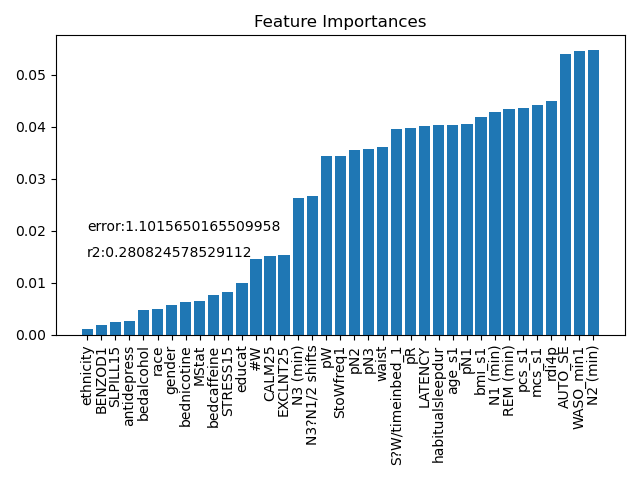 Feature Importances
0.05
0.04
0.03
0.02
0.01
0.00
error:1.1015650165509958
r2:0.280824578529112
ethnicity
BENZOD1
SLPILL15
antidepress
bedalcohol
race
gender
bednicotine
MStat
bedcaffeine
STRESS15
educat
#W
CALM25
EXCLNT25
N3 (min)
N3?N1/2 shifts
pW
StoWfreq1
pN2
pN3
waist
S?W/timeinbed_1
pR
LATENCY
habitualsleepdur
age_s1
pN1
bmi_s1
N1 (min)
REM (min)
pcs_s1
mcs_s1
rdi4p
AUTO_SE
WASO_min1
N2 (min)